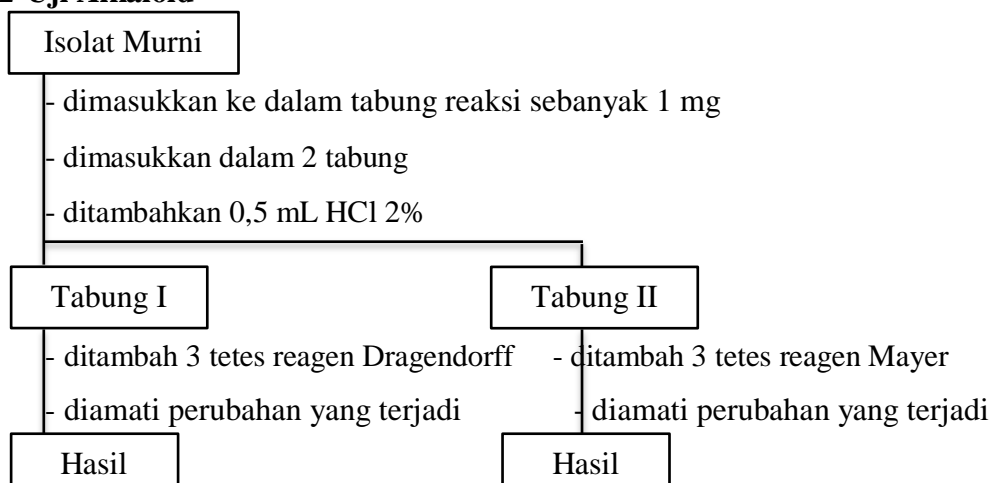 Isolat Murni
- dimasukkan ke dalam tabung reaksi sebanyak 1 mg
- dimasukkan dalam 2 tabung
- ditambahkan 0,5 mL HCl 2%
Tabung I
Tabung II
- ditambah 3 tetes reagen Dragendorff
- ditambah 3 tetes reagen Mayer
- diamati perubahan yang terjadi
- diamati perubahan yang terjadi
Hasil
Hasil